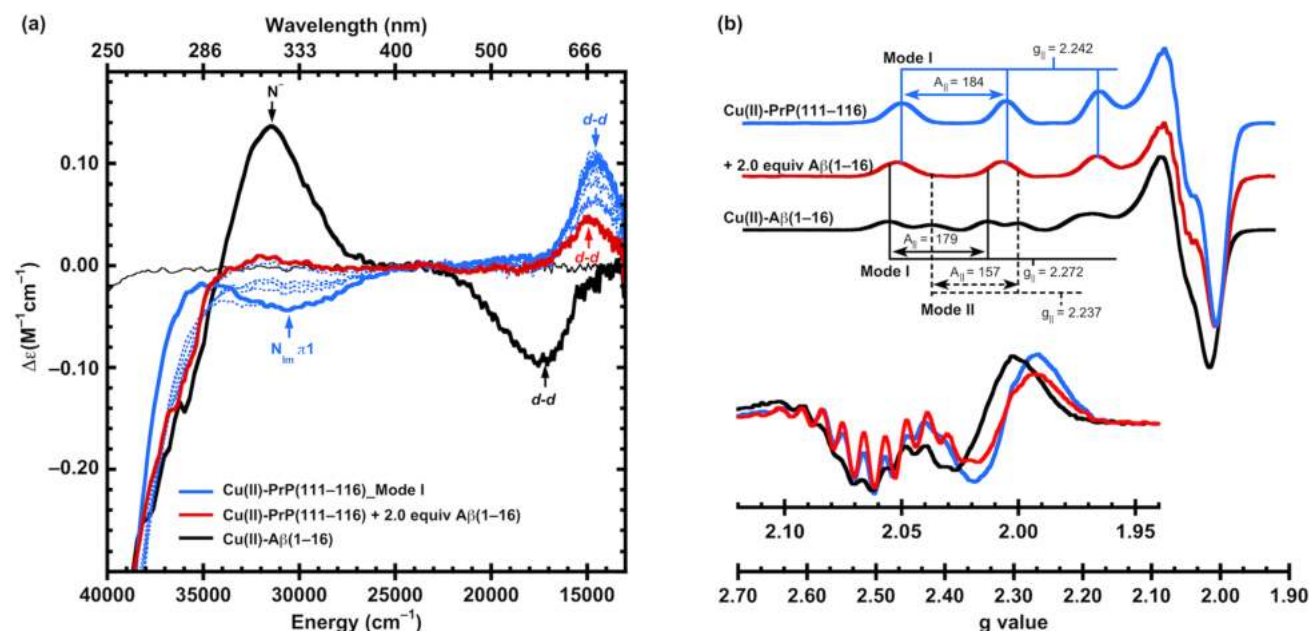 (a)
Wavelength (nm)
250 286 333 400 500 666
N⁻
d-d
d-d
N_Im π1
d-d
0.10
0.00
−0.10
−0.20
Δε(M⁻¹cm⁻¹)
Cu(II)-PrP(111–116)_Mode I
Cu(II)-PrP(111–116) + 2.0 equiv Aβ(1–16)
Cu(II)-Aβ(1–16)
40000 35000 30000 25000 20000 15000
Energy (cm⁻¹)
(b)
Mode I
g|| = 2.242
A|| = 184
Cu(II)-PrP(111–116)
+ 2.0 equiv Aβ(1–16)
Cu(II)-Aβ(1–16)
A|| = 179
Mode I
A|| = 157
g|| = 2.272
Mode II
g|| = 2.237
2.10 2.05 2.00 1.95
2.70 2.60 2.50 2.40 2.30 2.20 2.10 2.00 1.90
g value